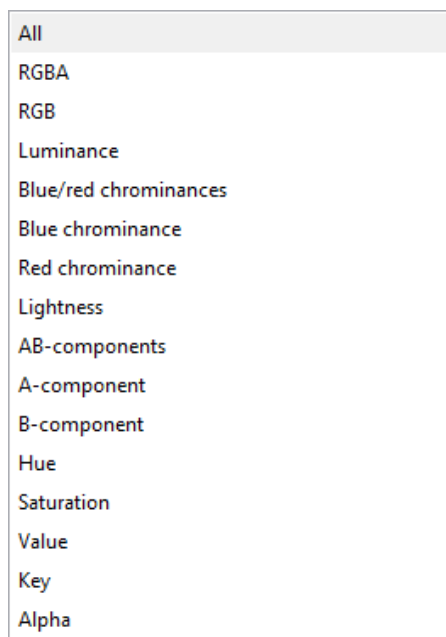 All
RGBA
RGB
Luminance
Blue/red chrominances
Blue chrominance
Red chrominance
Lightness
AB-components
A-component
B-component
Hue
Saturation
Value
Key
Alpha